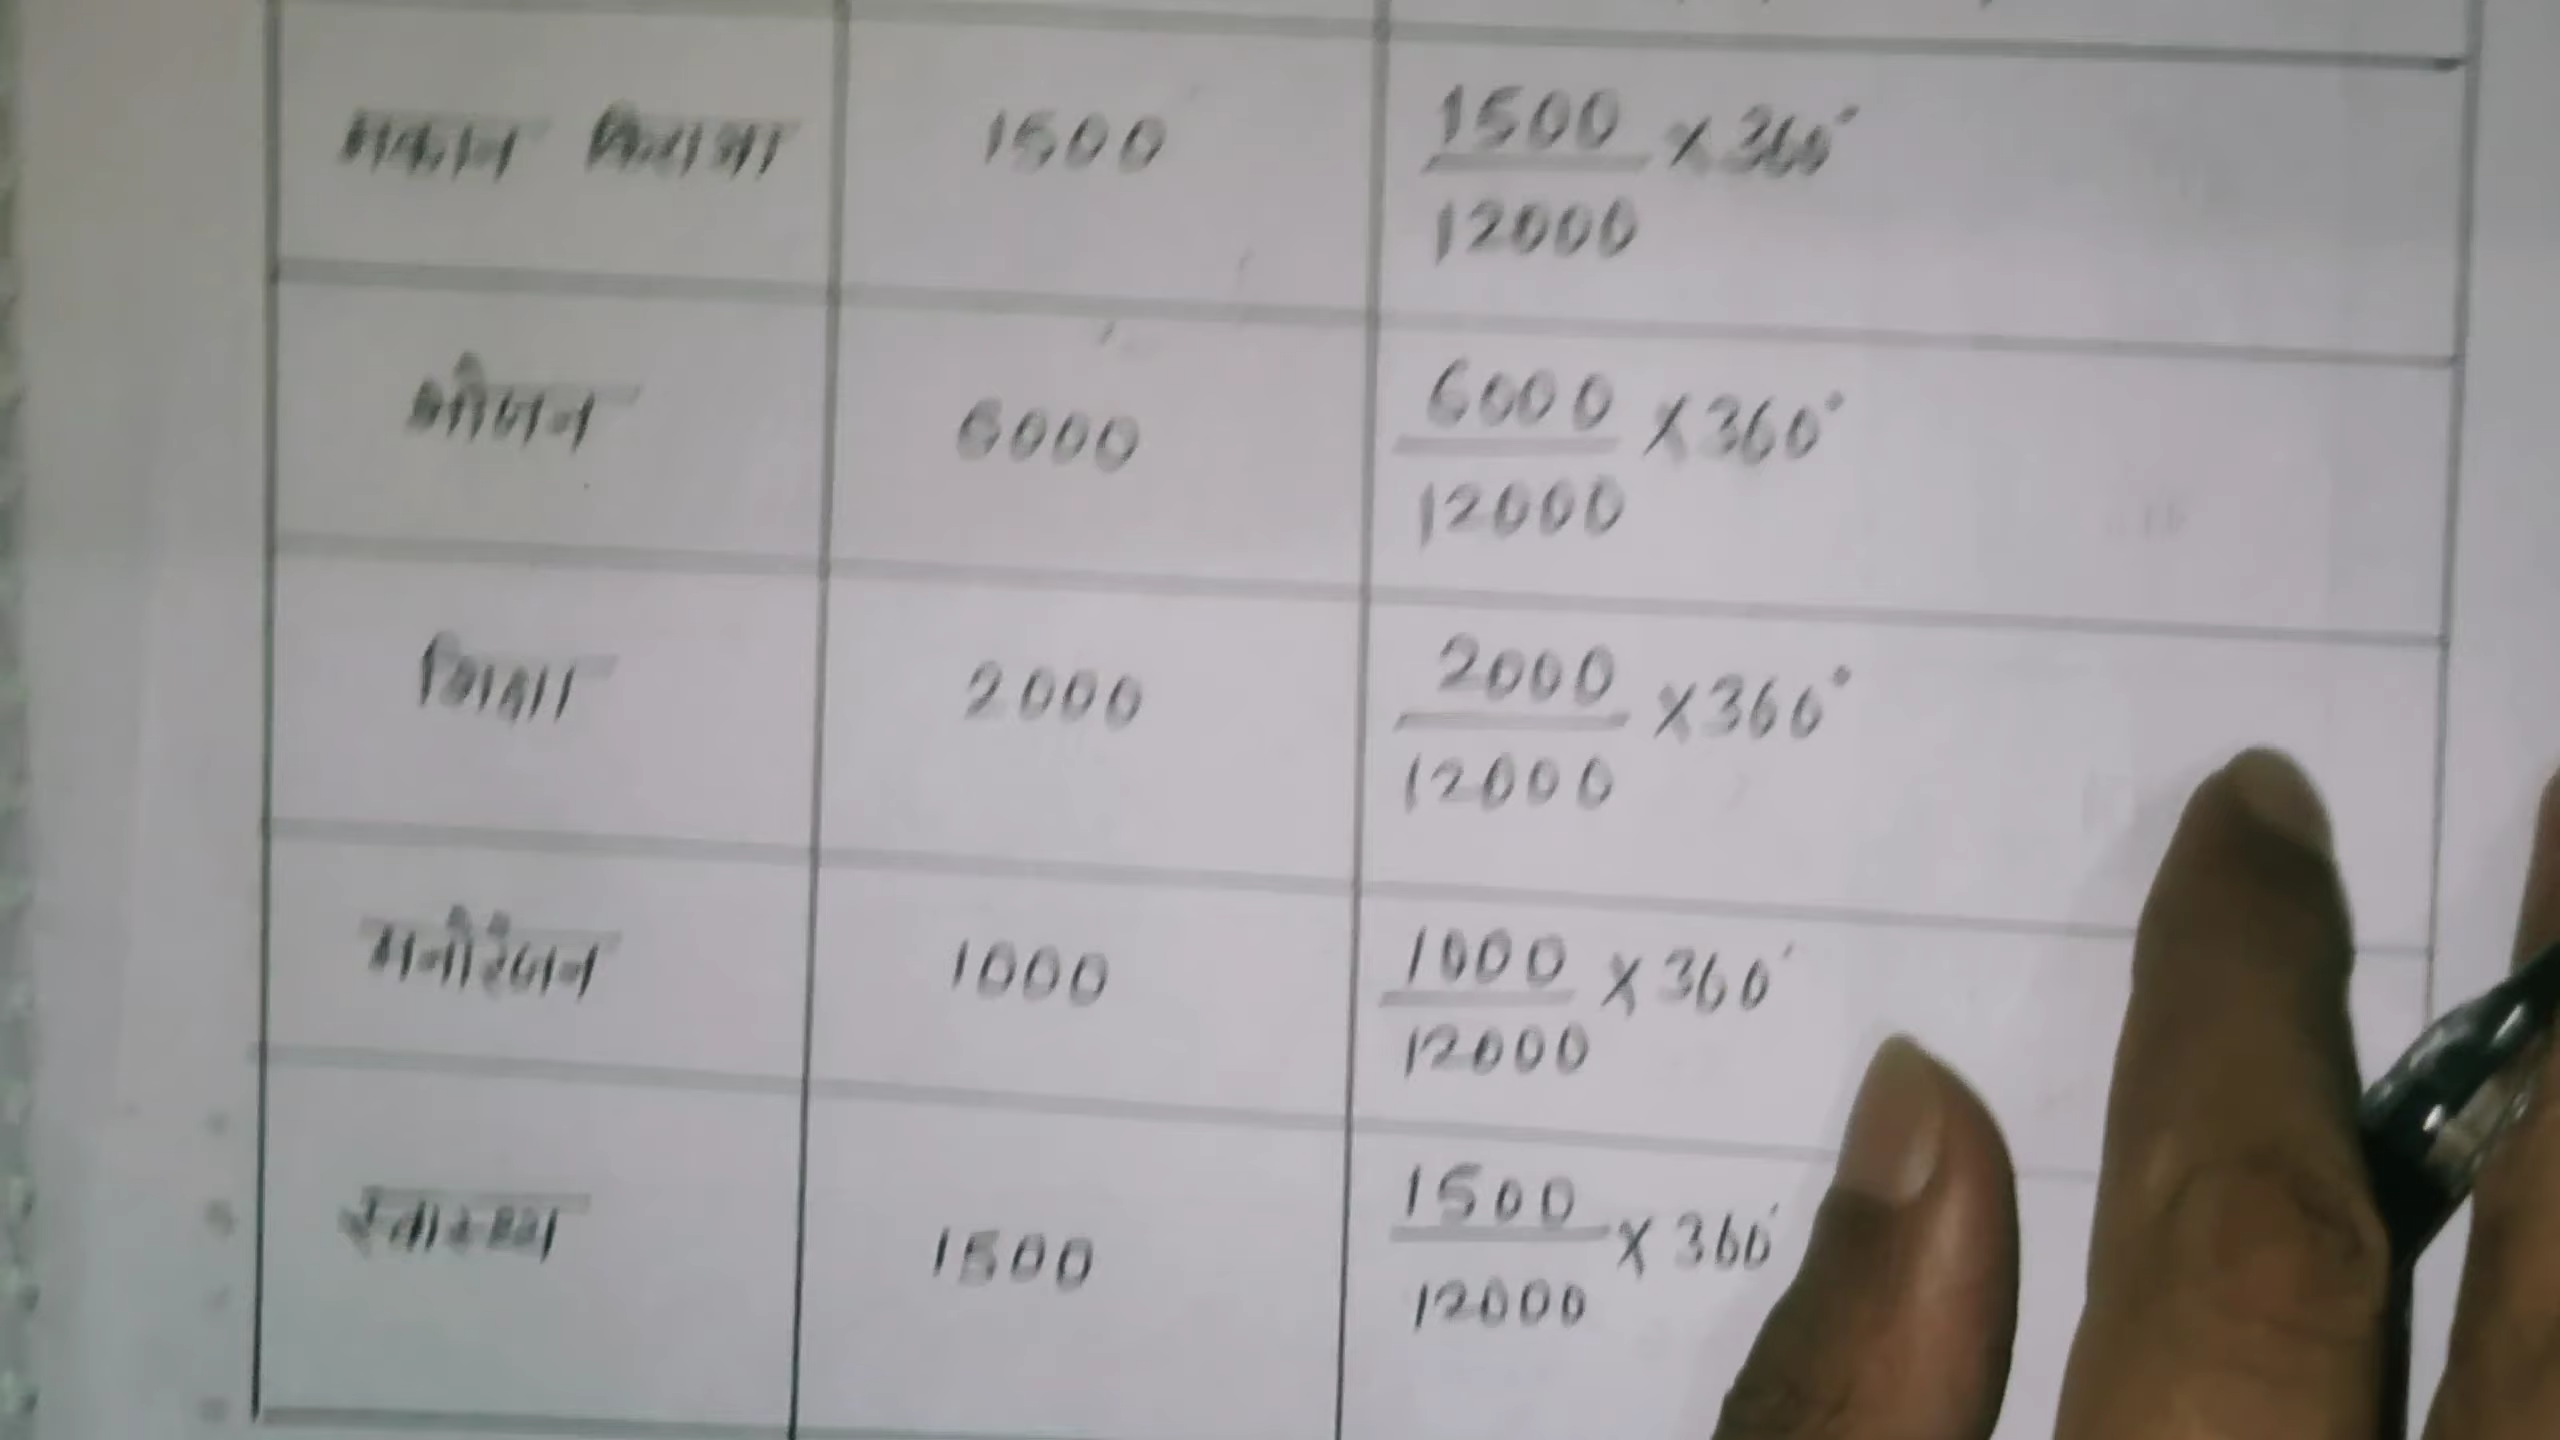 मकान किराया 1500 1500/12000 × 360°
भोजन 6000 6000/12000 × 360°
शिक्षा 2000 2000/12000 × 360°
मनोरंजन 1000 1000/12000 × 360°
स्वास्थ्य 1500 1500/12000 × 360°